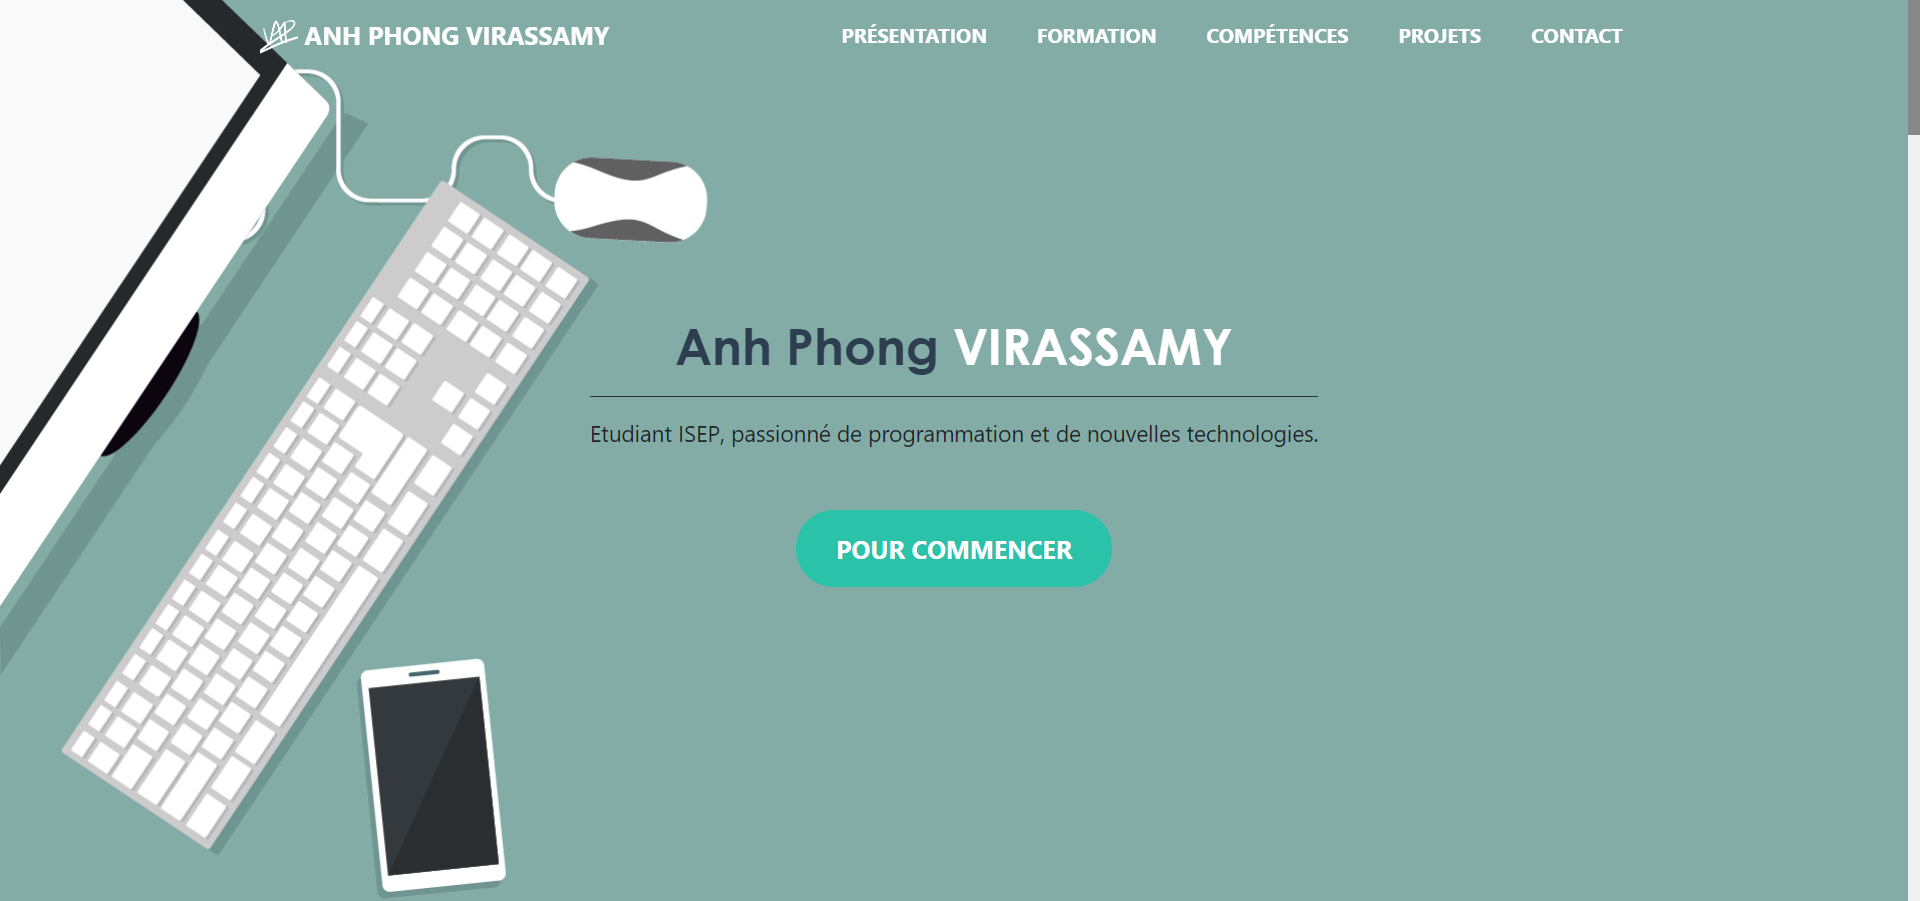 ANH PHONG VIRASSAMY
PRÉSENTATION
FORMATION
COMPÉTENCES
PROJETS
CONTACT
Anh Phong VIRASSAMY
Etudiant ISEP, passionné de programmation et de nouvelles technologies.
POUR COMMENCER